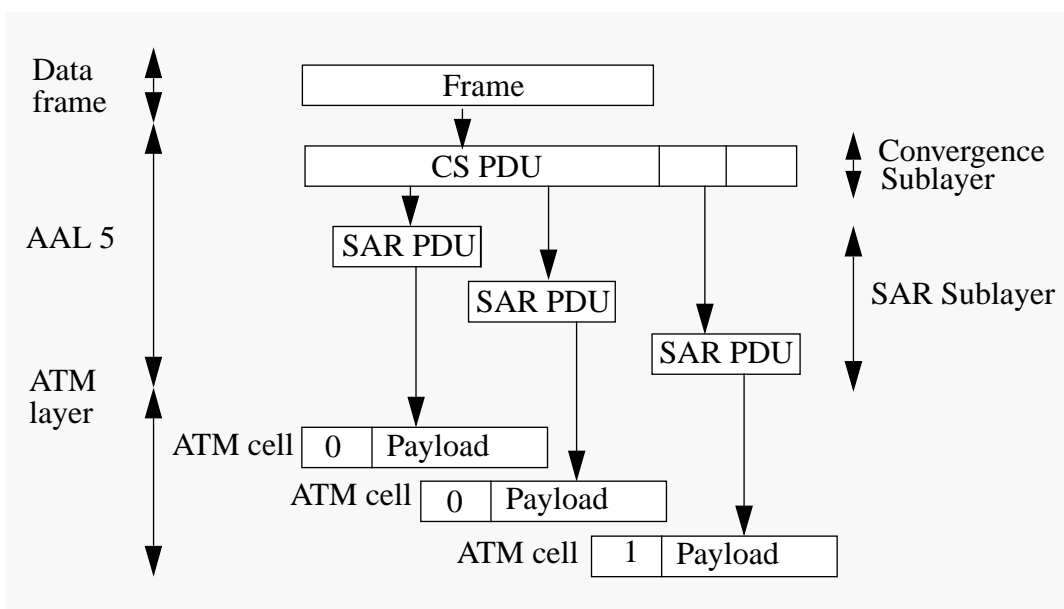 Data
frame
Frame
CS PDU
Convergence
Sublayer
AAL 5
SAR PDU
SAR PDU
SAR Sublayer
SAR PDU
ATM
layer
ATM cell 0 Payload
ATM cell 0 Payload
ATM cell 1 Payload